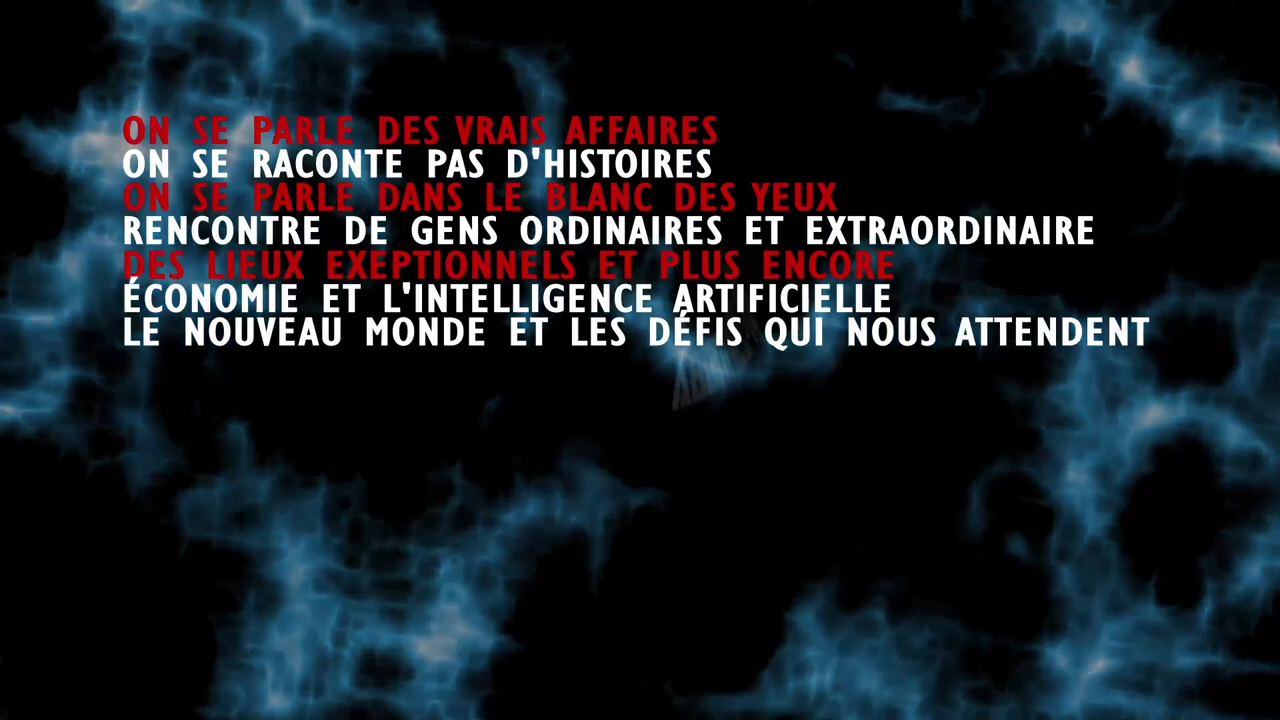 ON SE PARLE DES VRAIS AFFAIRES
ON SE RACONTE PAS D'HISTOIRES
ON SE PARLE DANS LE BLANC DES YEUX
RENCONTRE DE GENS ORDINAIRES ET EXTRAORDINAIRE
DES LIEUX EXEPTIONNELS ET PLUS ENCORE
ÉCONOMIE ET L'INTELLIGENCE ARTIFICIELLE
LE NOUVEAU MONDE ET LES DÉFIS QUI NOUS ATTENDENT